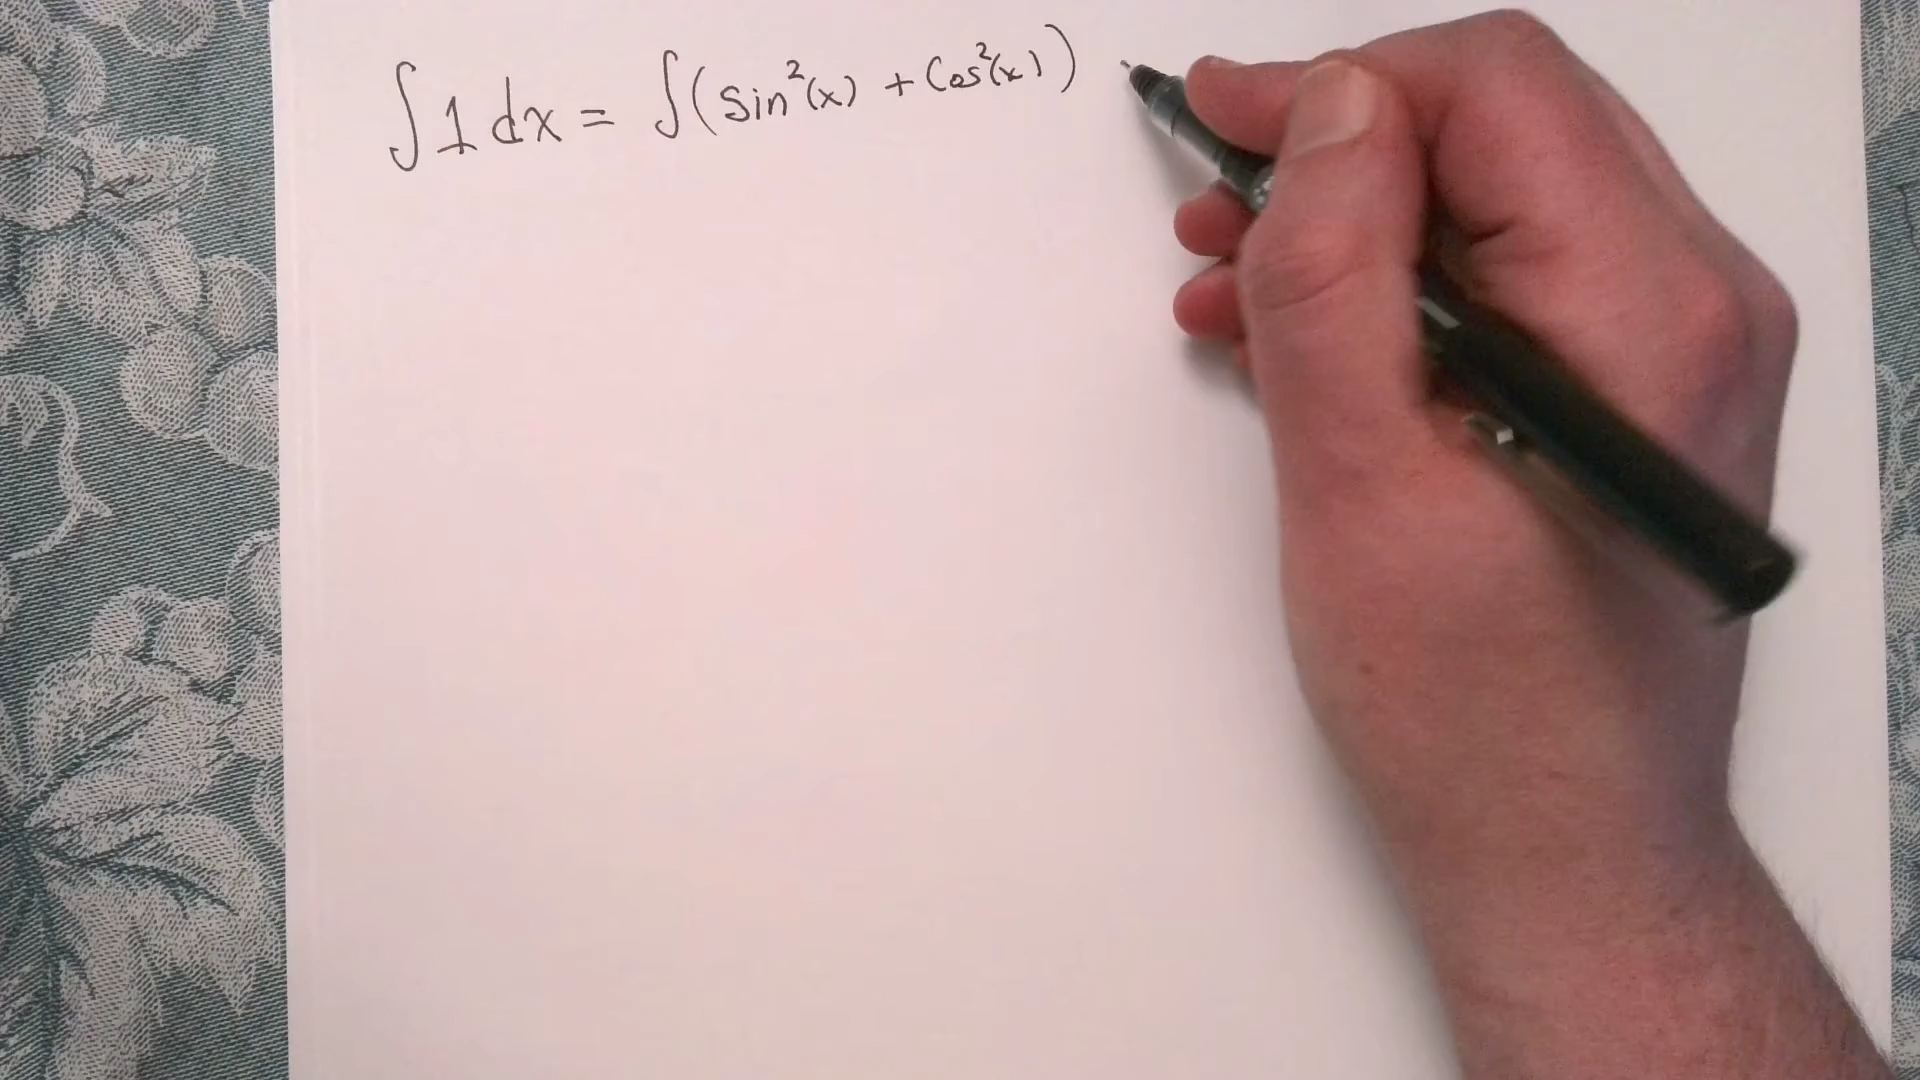 ∫1 dx = ∫(sin²(x) + cos²(x))